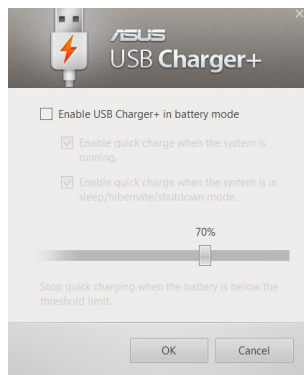 ASUS
USB Charger+
Enable USB Charger+ in battery mode
Enable quick charge when the system is
running.
Enable quick charge when the system is in
sleep/hibernate/shutdown mode.
70%
Stop quick charging when the battery is below the
threshold limit.
OK Cancel